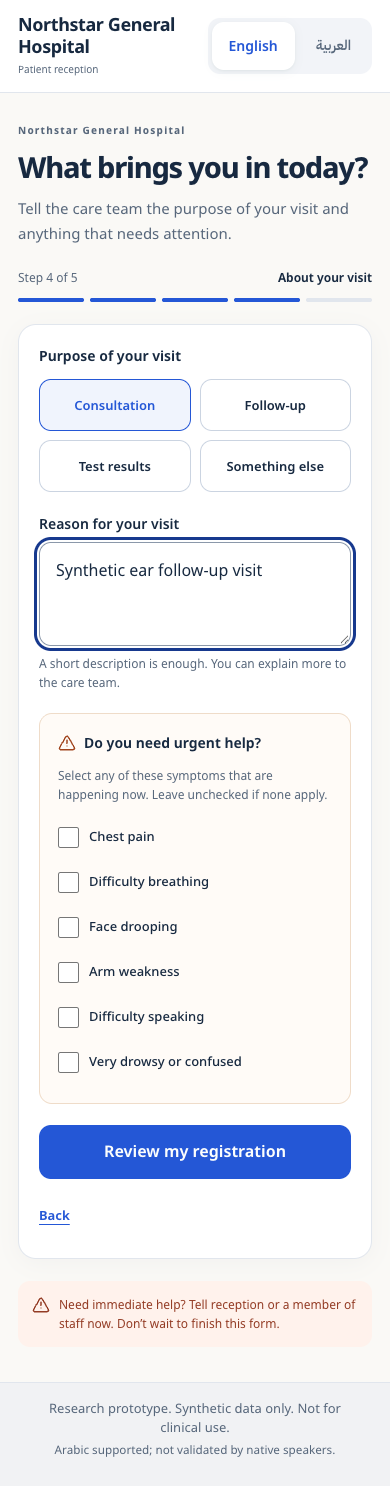 Northstar General
Hospital
Patient reception
English
العربية
Northstar General Hospital
What brings you in today?
Tell the care team the purpose of your visit and
anything that needs attention.
Step 4 of 5
About your visit
Purpose of your visit
Consultation
Follow-up
Test results
Something else
Reason for your visit
Synthetic ear follow-up visit
A short description is enough. You can explain more to
the care team.
Do you need urgent help?
Select any of these symptoms that are
happening now. Leave unchecked if none apply.
Chest pain
Difficulty breathing
Face drooping
Arm weakness
Difficulty speaking
Very drowsy or confused
Review my registration
Back
Need immediate help? Tell reception or a member of
staff now. Don’t wait to finish this form.
Research prototype. Synthetic data only. Not for
clinical use.
Arabic supported; not validated by native speakers.